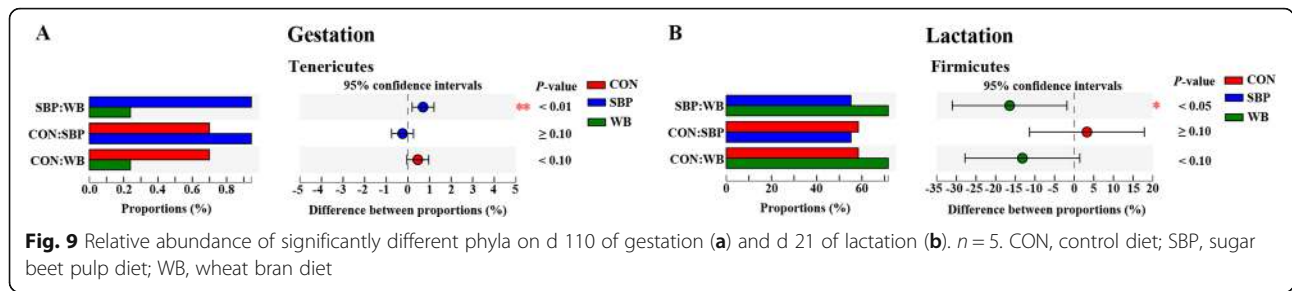 A
Gestation
Tenericutes
95% confidence intervals
P-value
CON
SBP
WB
SBP:WB
CON:SBP
CON:WB
** < 0.01
≥ 0.10
< 0.10
0.0 0.2 0.4 0.6 0.8
Proportions (%)
-5 -4 -3 -2 -1 0 1 2 3 4 5
Difference between proportions (%)
B
Lactation
Firmicutes
95% confidence intervals
P-value
CON
SBP
WB
SBP:WB
CON:SBP
CON:WB
* < 0.05
≥ 0.10
< 0.10
0 20 40 60
Proportions (%)
-35 -30 -25 -20 -15 -10 -5 0 5 10 15 20
Difference between proportions (%)
Fig. 9 Relative abundance of significantly different phyla on d 110 of gestation (a) and d 21 of lactation (b). n = 5. CON, control diet; SBP, sugar
beet pulp diet; WB, wheat bran diet